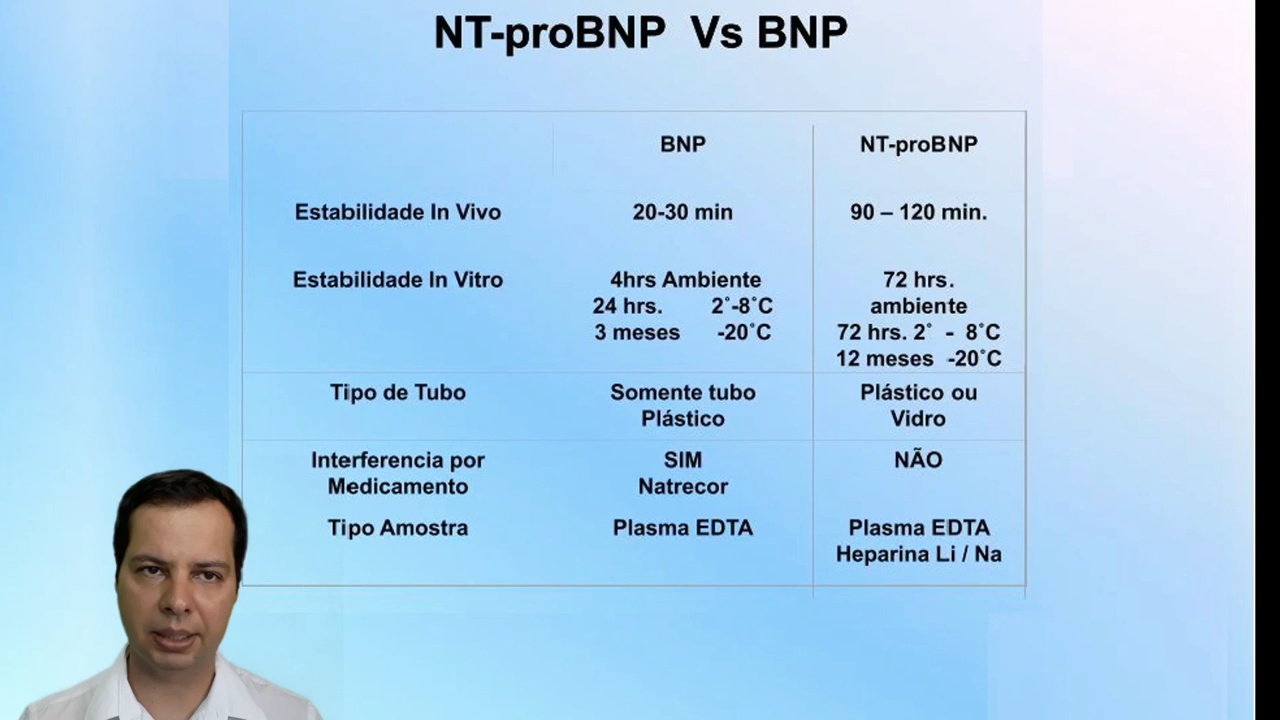 NT-proBNP Vs BNP
BNP NT-proBNP
Estabilidade In Vivo 20-30 min 90 – 120 min.
Estabilidade In Vitro 4hrs Ambiente 72 hrs.
24 hrs. 2˚-8˚C ambiente
3 meses -20˚C 72 hrs. 2˚ - 8˚C
12 meses -20˚C
Tipo de Tubo Somente tubo Plástico ou
Plástico Vidro
Interferencia por SIM NÃO
Medicamento Natrecor
Tipo Amostra Plasma EDTA Plasma EDTA
Heparina Li / Na